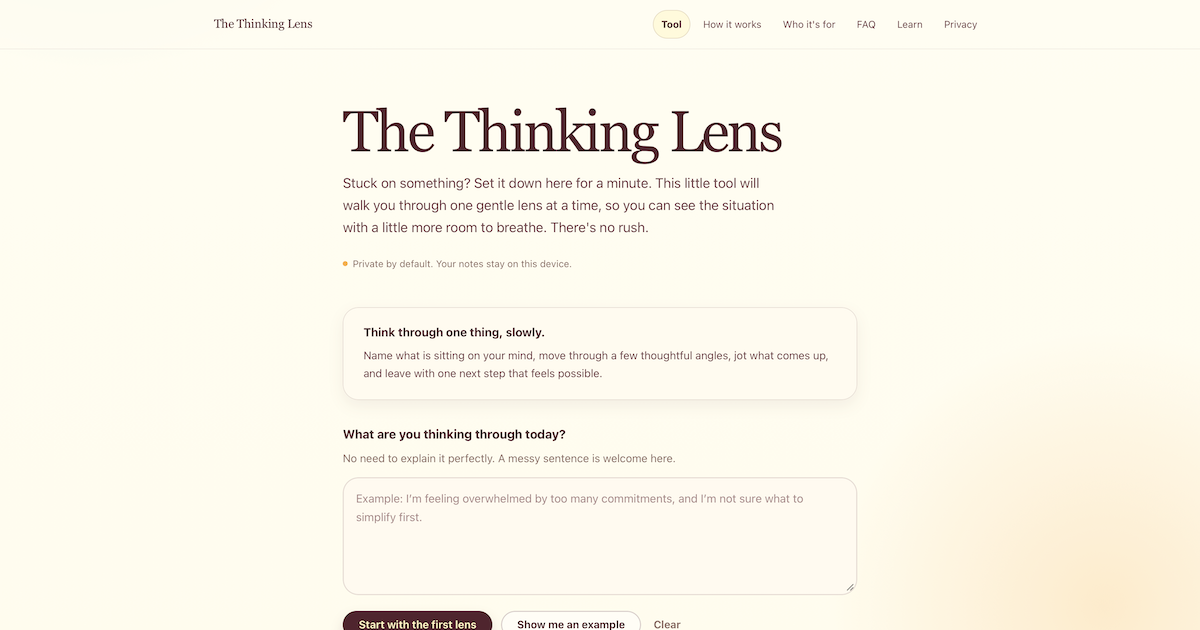 The Thinking Lens
Tool
How it works
Who it's for
FAQ
Learn
Privacy
The Thinking Lens
Stuck on something? Set it down here for a minute. This little tool will
walk you through one gentle lens at a time, so you can see the situation
with a little more room to breathe. There's no rush.
Private by default. Your notes stay on this device.
Think through one thing, slowly.
Name what is sitting on your mind, move through a few thoughtful angles, jot what comes up,
and leave with one next step that feels possible.
What are you thinking through today?
No need to explain it perfectly. A messy sentence is welcome here.
Example: I'm feeling overwhelmed by too many commitments, and I'm not sure what to
simplify first.
Start with the first lens
Show me an example
Clear